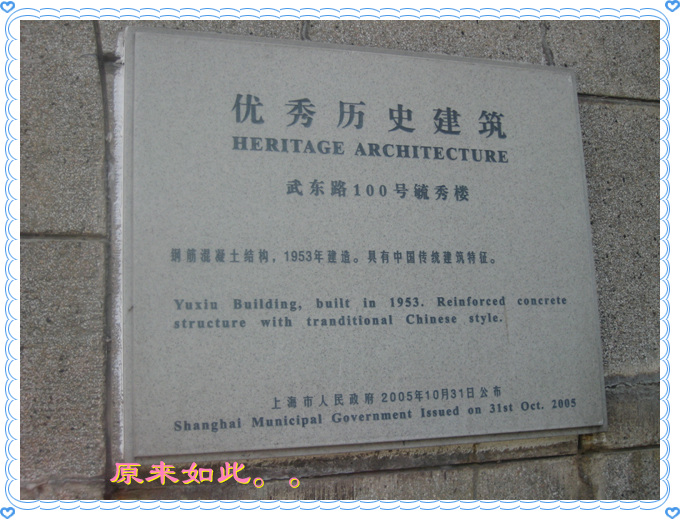 优秀历史建筑
HERITAGE ARCHITECTURE
武东路100号毓秀楼
钢筋混凝土结构，1953年建造。具有中国传统建筑特征。
Yuxiu Building, built in 1953. Reinforced concrete
structure with tranditional Chinese style.
上海市人民政府 2005年10月31日公布
Shanghai Municipal Government Issued on 31st Oct. 2005
原来如此。。